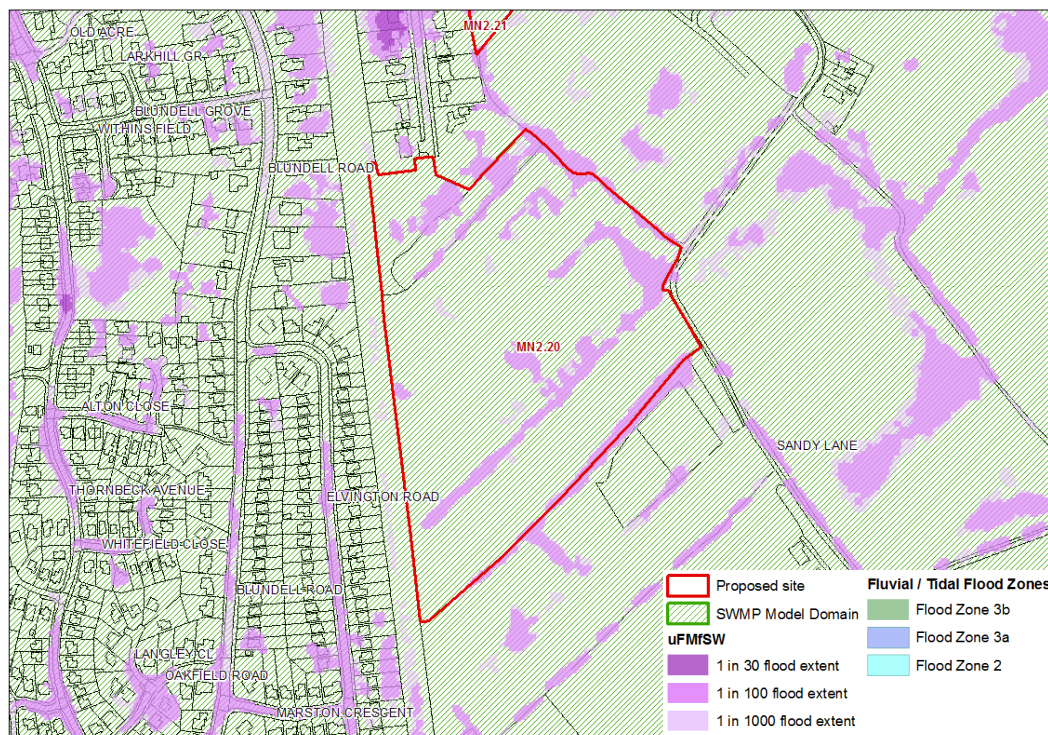 MN2.21
OLD ACRE
LARKHILL GR
BLUNDELL GROVE
WITHINS FIELD
BLUNDELL ROAD
MN2.20
ALTON CLOSE
SANDY LANE
THORNBECK AVENUE
ELVINGTON ROAD
WHITEFIELD CLOSE
BLUNDELL ROAD
LANGLEY CL
OAKFIELD ROAD
MARSTON CRESCENT
Proposed site
SWMP Model Domain
uFMfSW
1 in 30 flood extent
1 in 100 flood extent
1 in 1000 flood extent
Fluvial / Tidal Flood Zones
Flood Zone 3b
Flood Zone 3a
Flood Zone 2